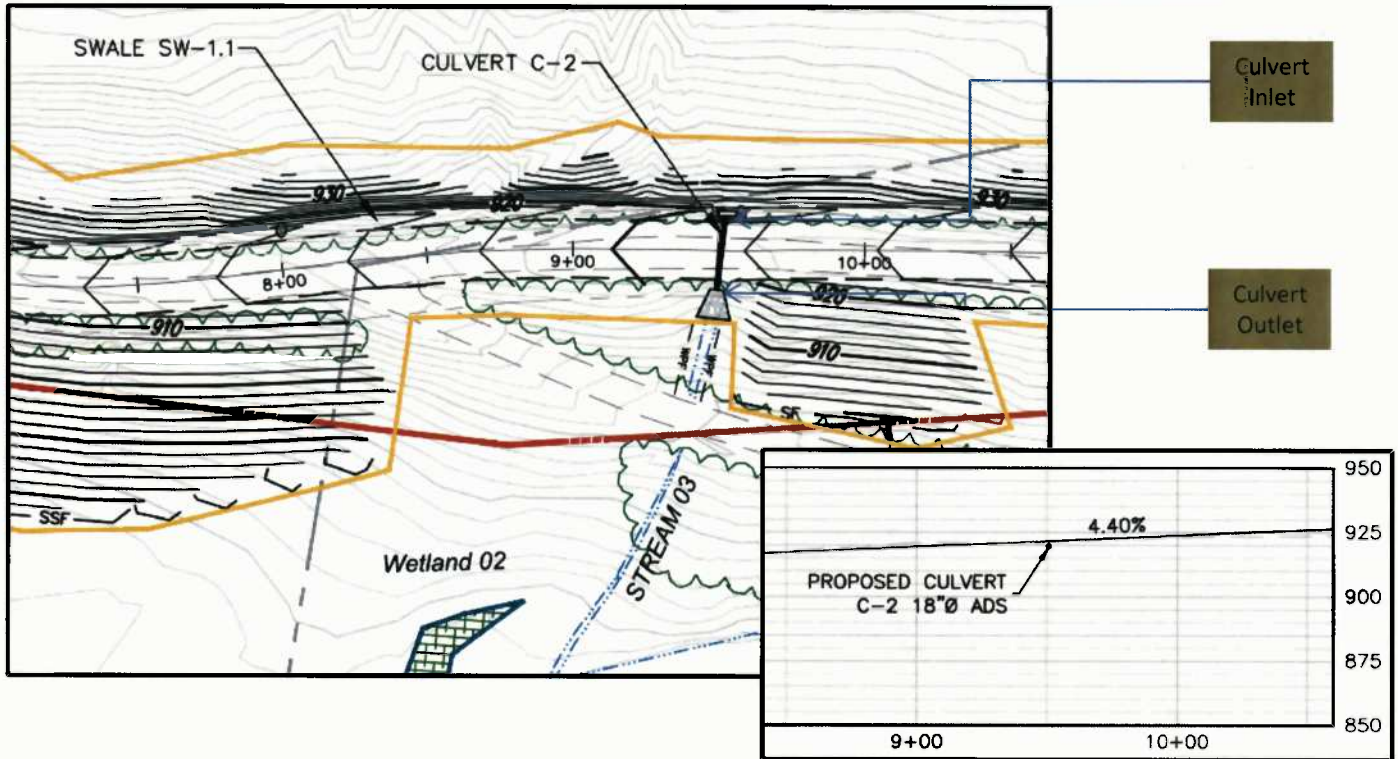 SWALE SW-1.1
CULVERT C-2
Culvert
Inlet
930
920
930
8+00
9+00
10+00
920
910
910
WPF
WPF
SF
Culvert
Outlet
SSF
Wetland 02
STREAM 03
950
4.40%
925
PROPOSED CULVERT
C-2 18"Ø ADS
900
875
850
9+00
10+00